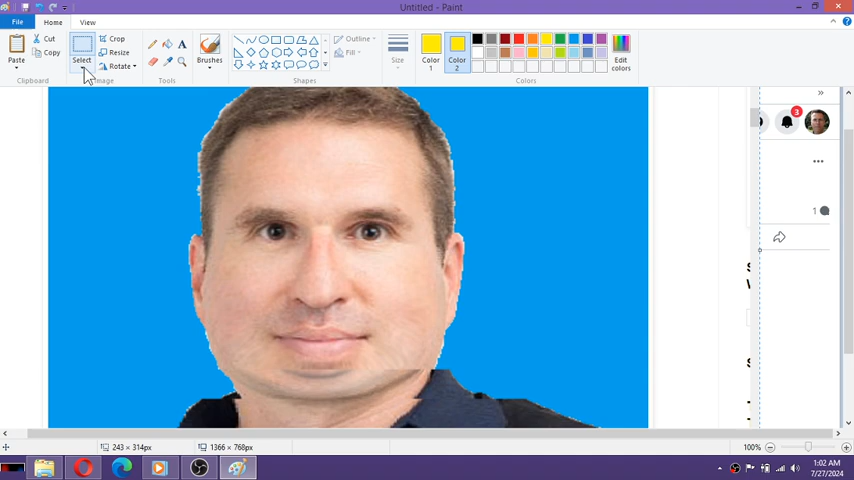 Untitled - Paint
File
Home
View
Paste
Cut
Copy
Clipboard
Select
Crop
Resize
Rotate
Image
Tools
Brushes
Shapes
Outline
Fill
Size
Color
1
Color
2
Edit
colors
Colors
3
1
100%
243 × 314px
1366 × 768px
1:02 AM
7/27/2024